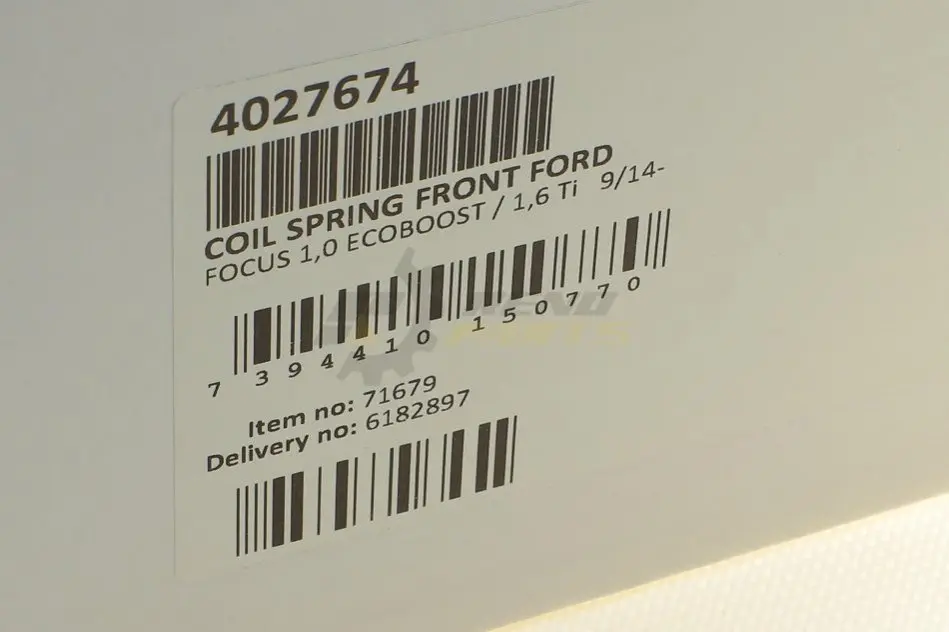 4027674
COIL SPRING FRONT FORD
FOCUS 1,0 ECOBOOST / 1,6 Ti 9/14-
7 394410 150770
Item no: 71679
Delivery no: 6182897